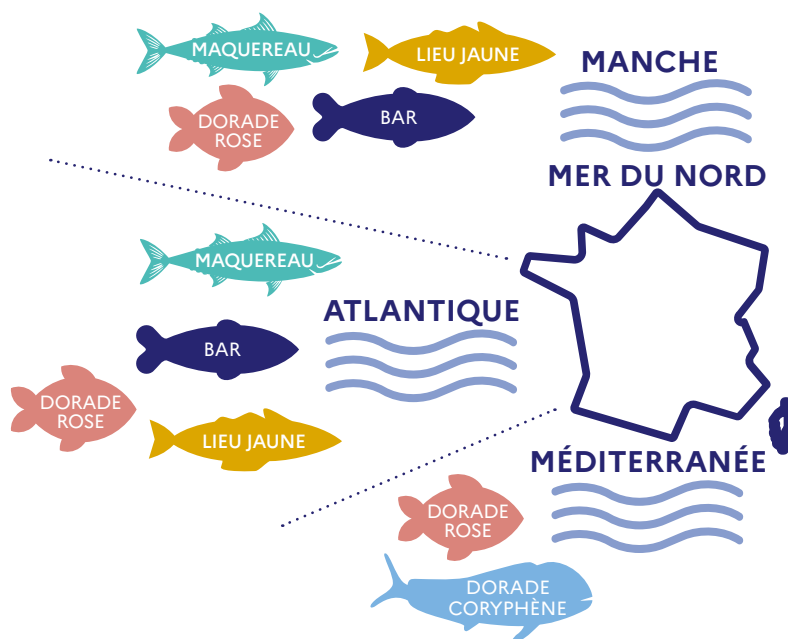 MAQUEREAU
LIEU JAUNE
MANCHE
DORADE
ROSE
BAR
MER DU NORD
MAQUEREAU
ATLANTIQUE
BAR
DORADE
ROSE
LIEU JAUNE
MÉDITERRANÉE
DORADE
ROSE
DORADE
CORYPHÈNE